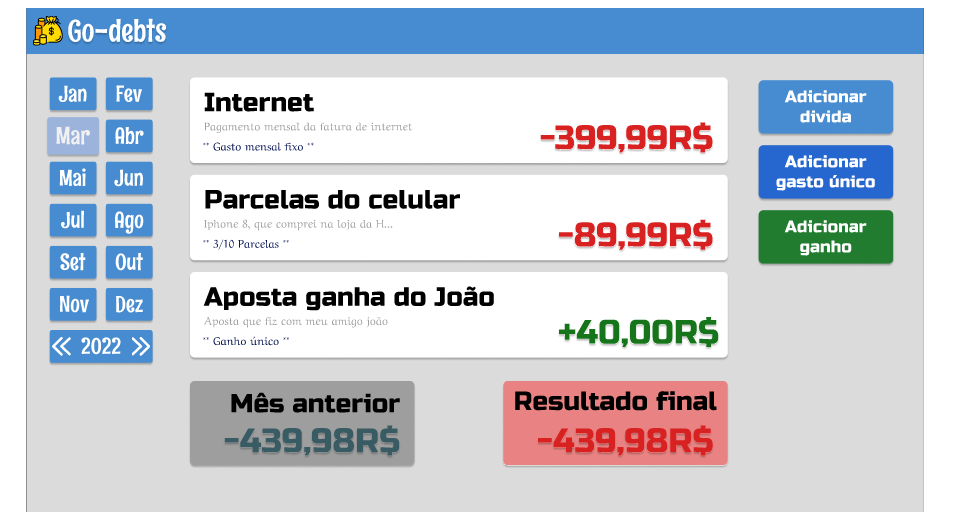 Go-debts
Jan
Fev
Mar
Abr
Mai
Jun
Jul
Ago
Set
Out
Nov
Dez
<< 2022 >>
Internet
Pagamento mensal da fatura de internet
** Gasto mensal fixo **
-399,99R$
Parcelas do celular
Iphone 8, que comprei na loja da H...
** 3/10 Parcelas **
-89,99R$
Aposta ganha do João
Aposta que fiz com meu amigo joão
** Ganho único **
+40,00R$
Mês anterior
-439,98R$
Resultado final
-439,98R$
Adicionar
divida
Adicionar
gasto único
Adicionar
ganho